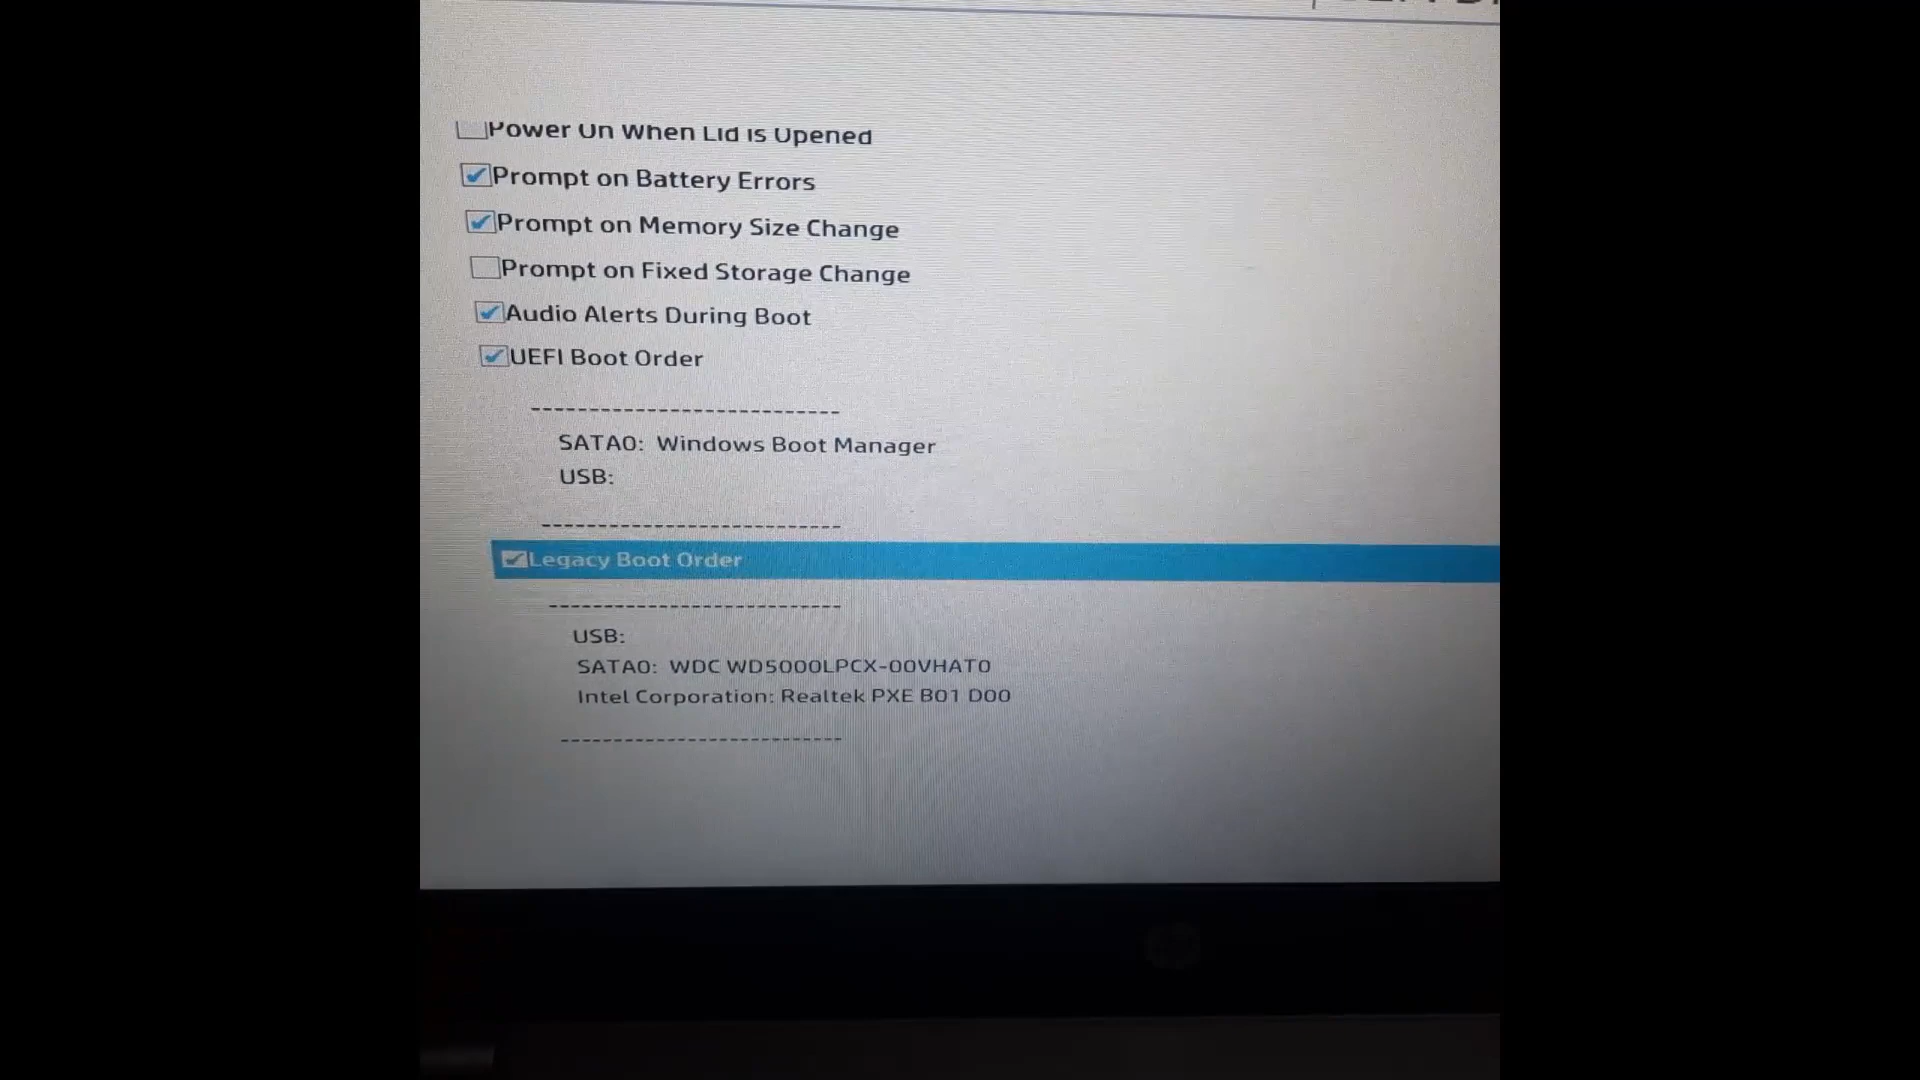 Power On When Lid is Opened
Prompt on Battery Errors
Prompt on Memory Size Change
Prompt on Fixed Storage Change
Audio Alerts During Boot
UEFI Boot Order
---------------------------
SATA0: Windows Boot Manager
USB:
---------------------------
Legacy Boot Order
---------------------------
USB:
SATA0: WDC WD5000LPCX-00VHAT0
Intel Corporation: Realtek PXE B01 D00
---------------------------